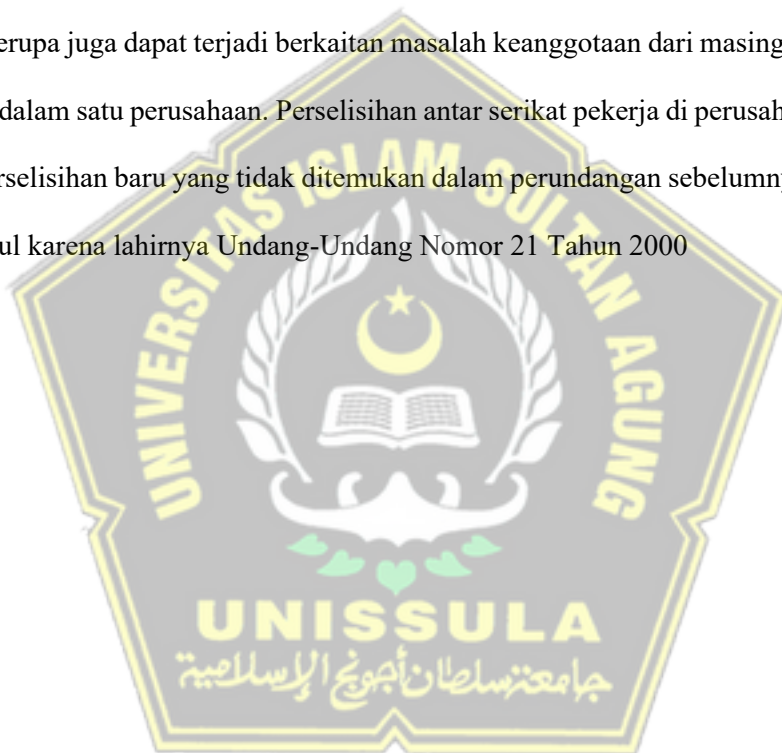 erupa juga dapat terjadi berkaitan masalah keanggotaan dari masing
dalam satu perusahaan. Perselisihan antar serikat pekerja di perusah
rselisihan baru yang tidak ditemukan dalam perundangan sebelumny
ul karena lahirnya Undang-Undang Nomor 21 Tahun 2000
UNIVERSITAS ISLAM SULTAN AGUNG
UNISSULA
جامعة سلطان أجونج الإسلامية